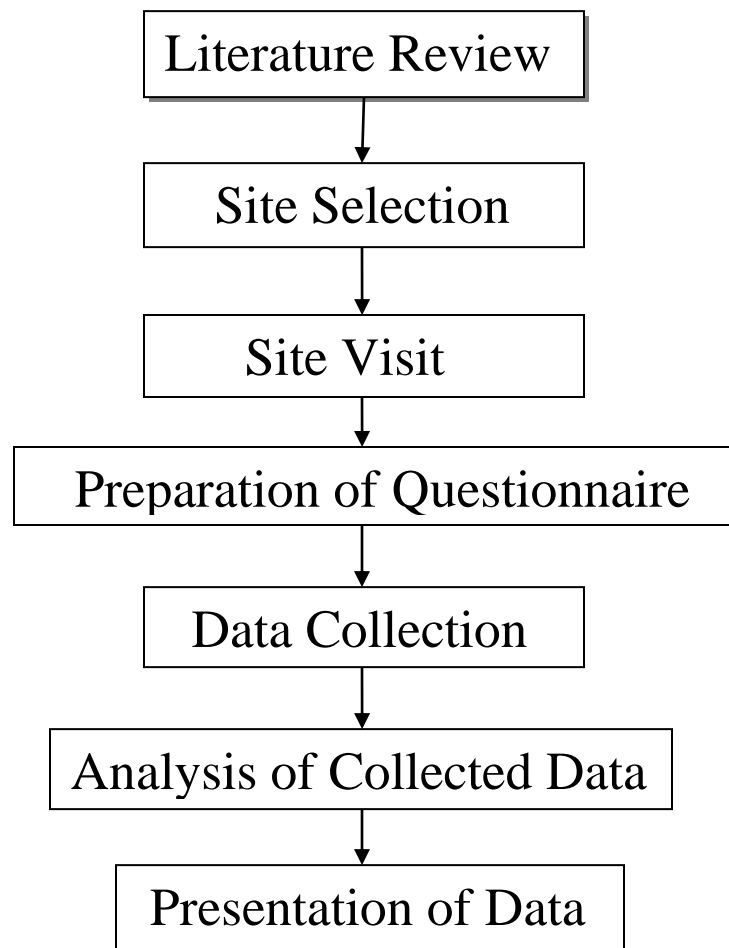 Literature Review
Site Selection
Site Visit
Preparation of Questionnaire
Data Collection
Analysis of Collected Data
Presentation of Data